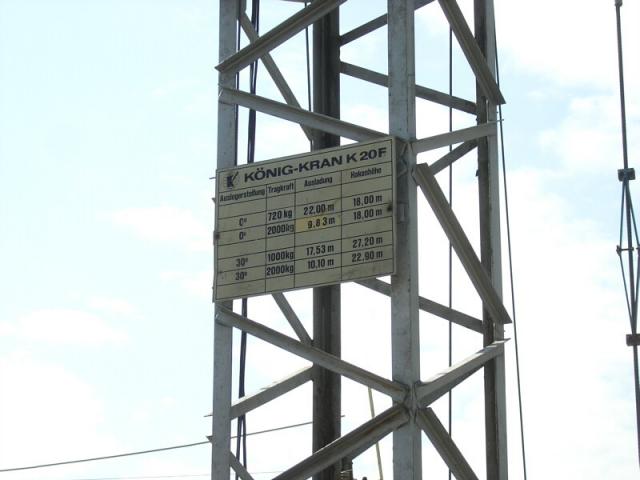 KÖNIG-KRAN K 20 F
Auslegerstellung Tragkraft Ausladung Hakenhöhe
0° 720 kg 22,00 m 18,00 m
0° 2000kg 9,83 m 18,00 m
30° 1000kg 17,53 m 27,20 m
30° 2000kg 10,10 m 22,90 m